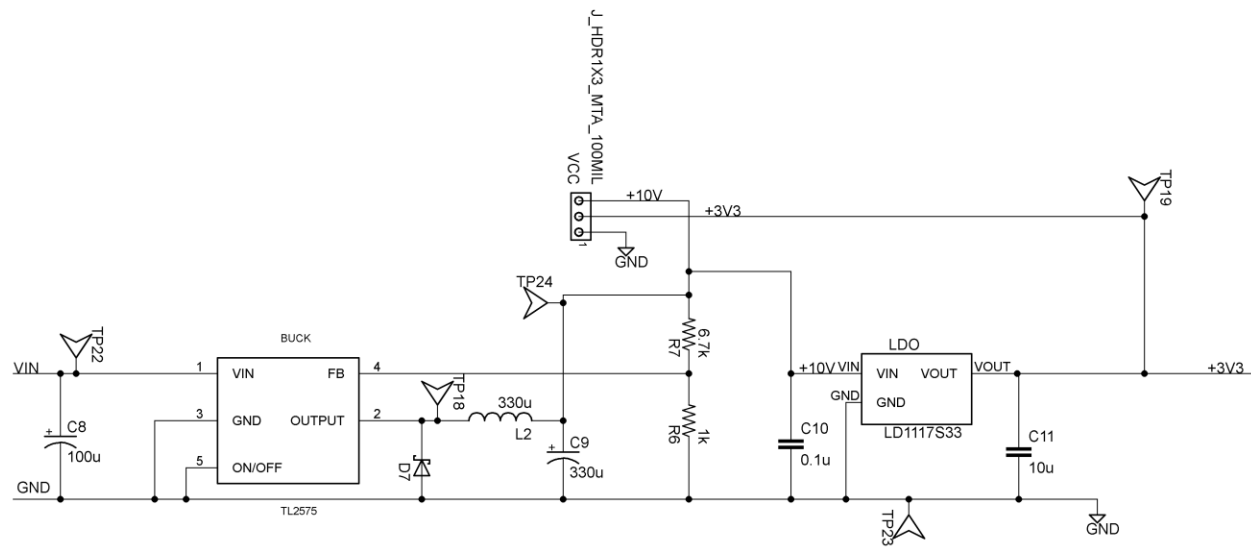 J_HDR1X3_MTA_100MIL
VCC
+10V
+3V3
1
GND
TP19
TP24
TP22
BUCK
6.7k
R7
LDO
VIN
1
VIN
FB
4
TP18
+10V
VIN
VIN
VOUT
VOUT
+3V3
3
GND
OUTPUT
2
330u
L2
1k
R6
GND
GND
LD1117S33
+
C8
100u
5
ON/OFF
D7
+
C9
330u
C10
0.1u
C11
10u
GND
TL2575
TP23
GND